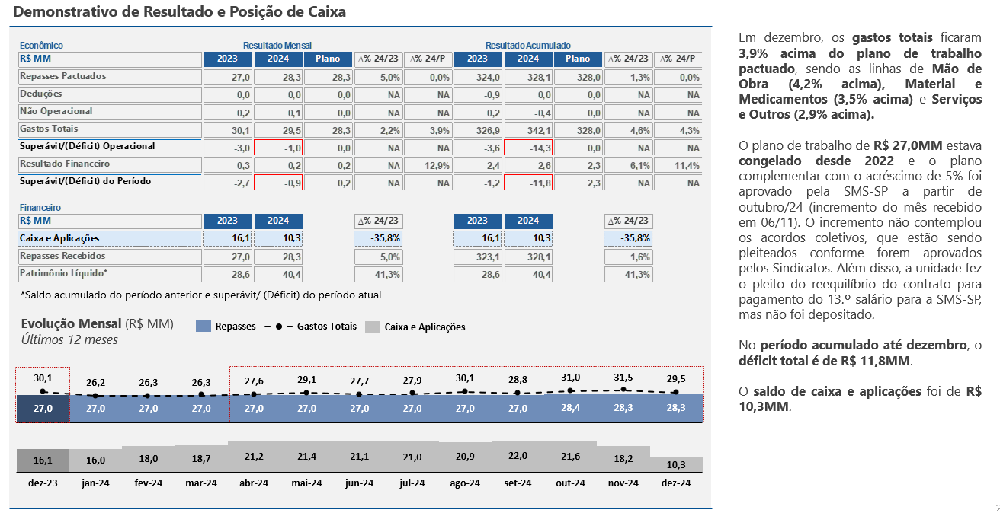 Demonstrativo de Resultado e Posição de Caixa
Econômico Resultado Mensal Resultado Acumulado
R$ MM 2023 2024 Plano Δ% 24/23 Δ% 24/P 2023 2024 Plano Δ% 24/23 Δ% 24/P
Repasses Pactuados 27,0 28,3 28,3 5,0% 0,0% 324,0 328,1 328,0 1,3% 0,0%
Deduções 0,0 0,0 0,0 NA NA -0,9 0,0 0,0 NA NA
Não Operacional 0,2 0,1 0,0 NA NA 0,2 -0,4 0,0 NA NA
Gastos Totais 30,1 29,5 28,3 -2,2% 3,9% 326,9 342,1 328,0 4,6% 4,3%
Superávit/(Déficit) Operacional -3,0 -1,0 0,0 NA NA -3,6 -14,3 0,0 NA NA
Resultado Financeiro 0,3 0,2 0,2 NA -12,9% 2,4 2,6 2,3 6,1% 11,4%
Superávit/(Déficit) do Período -2,7 -0,9 0,2 NA NA -1,2 -11,8 2,3 NA NA
Financeiro
R$ MM 2023 2024 Δ% 24/23 2023 2024 Δ% 24/23
Caixa e Aplicações 16,1 10,3 -35,8% 16,1 10,3 -35,8%
Repasses Recebidos 27,0 28,3 5,0% 323,1 328,1 1,6%
Patrimônio Líquido* -28,6 -40,4 41,3% -28,6 -40,4 41,3%
*Saldo acumulado do período anterior e superávit/ (Déficit) do período atual
Evolução Mensal (R$ MM) Repasses Gastos Totais Caixa e Aplicações
Últimos 12 meses
30,1 26,2 26,3 26,3 27,6 29,1 27,7 27,9 30,1 28,8 31,0 31,5 29,5
27,0 27,0 27,0 27,0 27,0 27,0 27,0 27,0 27,0 27,0 28,4 28,3 28,3
16,1 16,0 18,0 18,7 21,2 21,4 21,1 21,0 20,9 22,0 21,6 18,2 10,3
dez-23 jan-24 fev-24 mar-24 abr-24 mai-24 jun-24 jul-24 ago-24 set-24 out-24 nov-24 dez-24
Em dezembro, os gastos totais ficaram
3,9% acima do plano de trabalho
pactuado, sendo as linhas de Mão de
Obra (4,2% acima), Material e
Medicamentos (3,5% acima) e Serviços
e Outros (2,9% acima).
O plano de trabalho de R$ 27,0MM estava
congelado desde 2022 e o plano
complementar com o acréscimo de 5% foi
aprovado pela SMS-SP a partir de
outubro/24 (incremento do mês recebido
em 06/11). O incremento não contemplou
os acordos coletivos, que estão sendo
pleiteados conforme forem aprovados
pelos Sindicatos. Além disso, a unidade fez
o pleito do reequilíbrio do contrato para
pagamento do 13.º salário para a SMS-SP,
mas não foi depositado.
No período acumulado até dezembro, o
déficit total é de R$ 11,8MM.
O saldo de caixa e aplicações foi de R$
10,3MM.
2